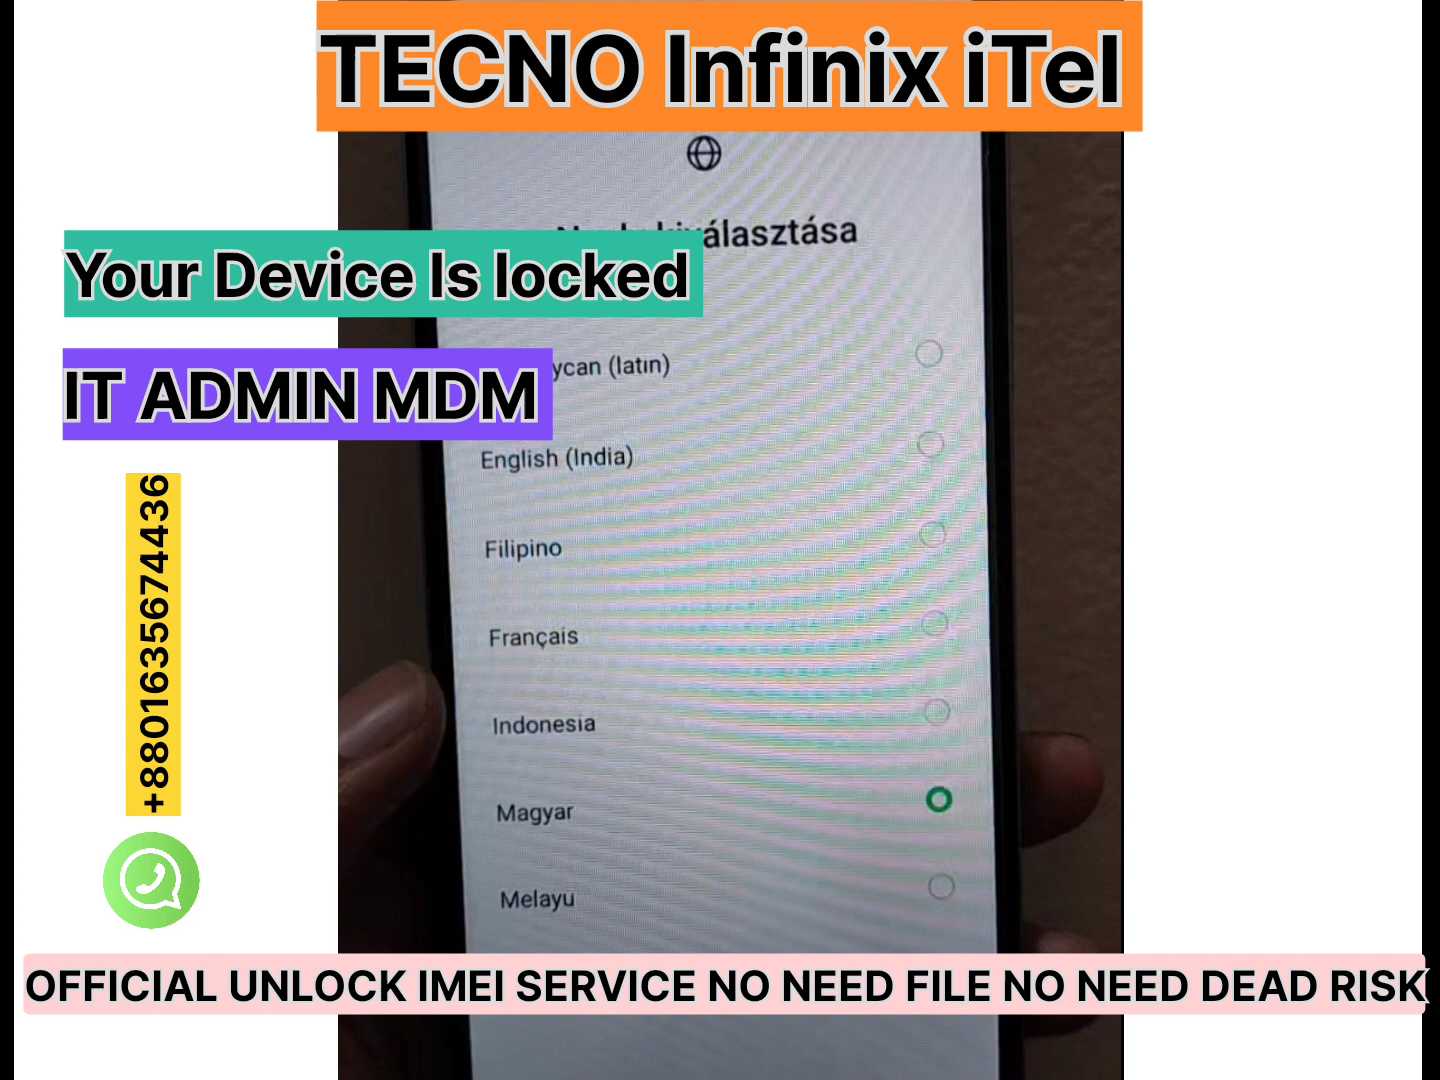 TECNO Infinix iTel
álasztása
Your Device Is locked
ycan (latın)
IT ADMIN MDM
English (India)
Filipino
Français
Indonesia
Magyar
Melayu
+8801635674436
OFFICIAL UNLOCK IMEI SERVICE NO NEED FILE NO NEED DEAD RISK